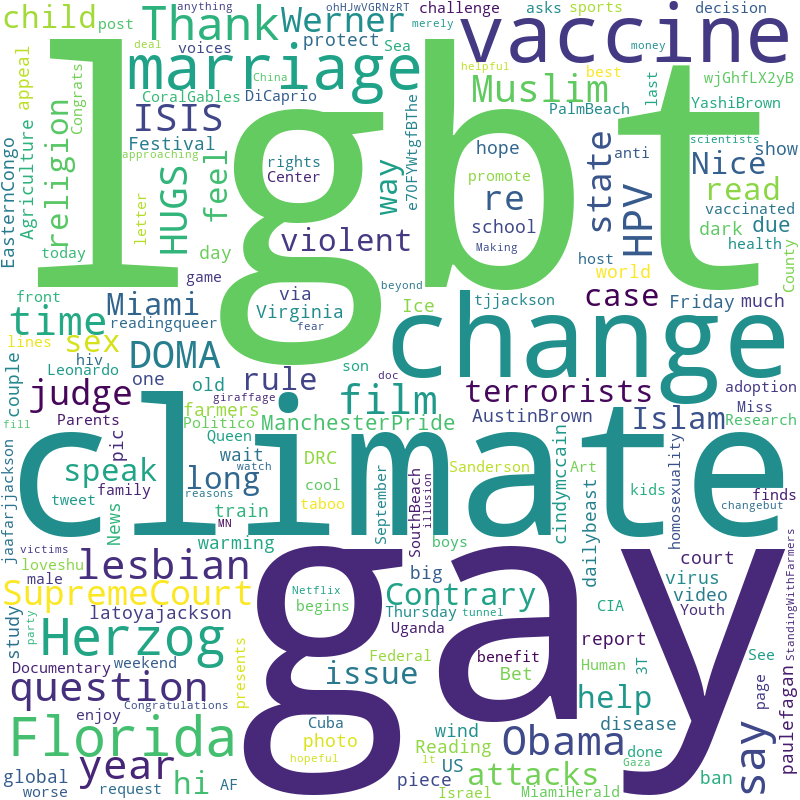 child
post
Thank
Werner
anything
ohHJwVGRNzRT
challenge
merely
asks
sports
decision
deal
voices
protect
Sea
vaccine
money
helpful
best
marriage
China
appeal
Congrats
CoralGables
DiCaprio
Muslim
PalmBeach
last
wjGhfLX2yB
YashiBrown
ISIS
Festival
e7OFYWtgfBThe
lgbt
rights
Center
hope
anti
scientists
show
approaching
religion
Agriculture
EasternCongo
letter
HUGS
feel
way
promote
re
school
Making
state
HPV
Nice
read
vaccinated
dark
due
health
today
day
violent
host
world
County
front
game
via
beyond
Miami
Virginia
fear
Ice
tjjackson
case
Friday
much
time
readingqueer
change
lines
sex
hiv
DOMA
son
doc
terrorists
adoption
couple
Leonardo
one
judge
old
rule
giraffage
film
Miss
fill
Parents
farmers
Politico
ManchesterPride
AustinBrown
Islam
Research
Queen
climate
pic
wait
watch
speak
long
reasons
DRC
cool
taboo
September
SouthBeach
illusion
Sanderson
Art
cindymccain
dailybeast
kids
homosexuality
finds
changebut
tweet
family
News
train
MN
jaafarjjackson
warming
boys
victims
loveshu
male
lesbian
big
court
StandingWithFarmers
SupremeCourt
Netflix
begins
Contrary
Thursday
tunnel
virus
video
Youth
CIA
study
party
latoyajackson
Uganda
gay
Herzog
Federal
benefit
report
Human
3T
See
Documentary
weekend
presents
issue
Bet
page
paulefagan
question
Congratulations
help
enjoy
Cuba
photo
hopeful
wind
disease
Florida
Reading
Obama
done
say
Gaza
lt
US
global
worse
year
request
hi
AF
piece
attacks
Israel
MiamiHerald
ban